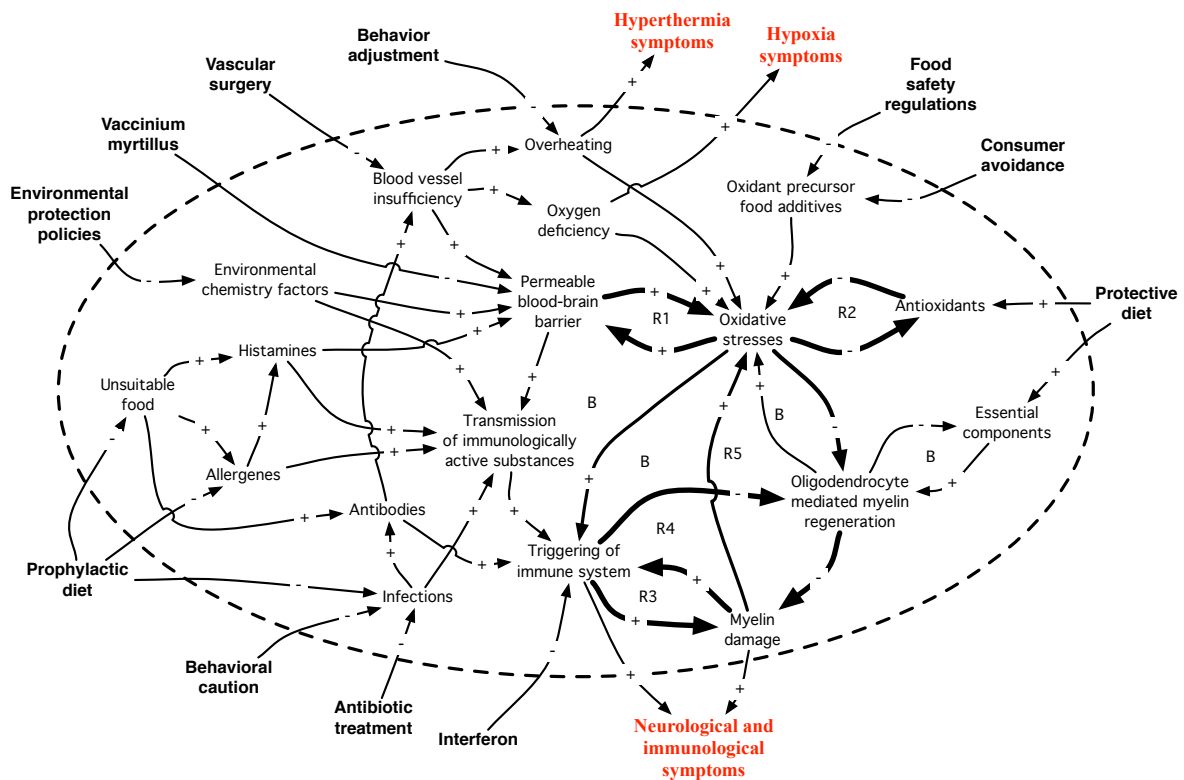 Hyperthermia
symptoms
Hypoxia
symptoms
Behavior
adjustment
Vascular
surgery
Food
safety
regulations
Vaccinium
myrtillus
Consumer
avoidance
Environmental
protection
policies
+
+
-
-
-
+
Overheating
-
Blood vessel
insufficiency
+
Oxidant precursor
food additives
-
Oxygen
deficiency
+
+
+
-
Environmental
chemistry factors
-
Permeable
blood-brain
barrier
+
+
+
+
+
R1
+
Oxidative
stresses
-
R2
-
Antioxidants
+
Protective
diet
+
Histamines
+
+
+
Unsuitable
food
+
+
+
B
+
+
-
B
-
Essential
components
+
Transmission
of immunologically
active substances
+
+
Allergenes
+
-
-
+
B
R5
B
+
Oligodendrocyte
mediated myelin
regeneration
-
Antibodies
+
+
+
+
R4
Triggering of
immune system
+
+
-
Prophylactic
diet
-
+
Infections
R3
+
Myelin
damage
-
-
-
Behavioral
caution
Antibiotic
treatment
Interferon
+
+
Neurological and
immunological
symptoms